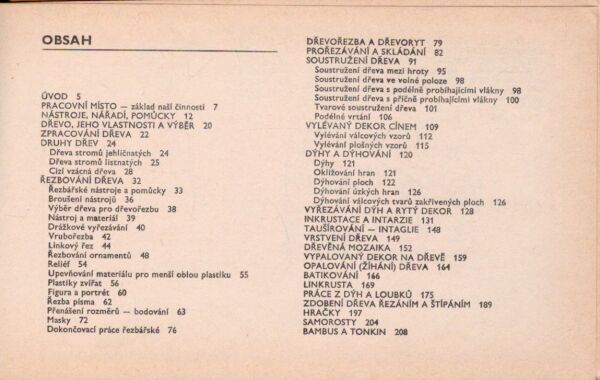 OBSAH
ÚVOD 5
PRACOVNÍ MÍSTO — základ naší činnosti 7
NÁSTROJE, NÁŘADÍ, POMŮCKY 12
DŘEVO, JEHO VLASTNOSTI A VÝBĚR 20
ZPRACOVÁNÍ DŘEVA 22
DRUHY DŘEV 24
Dřeva stromů jehličnatých 24
Dřeva stromů listnatých 25
Cizí vzácná dřeva 28
ŘEZBOVÁNÍ DŘEVA 32
Řezbářské nástroje a pomůcky 33
Broušení nástrojů 36
Výběr dřeva pro dřevořezbu 38
Nástroj a materiál 39
Drážkové vyřezávání 40
Vruborežba 42
Linkový řez 44
Řezbování ornamentů 48
Reliéf 54
Upevňování materiálu pro menší oblou plastiku 55
Plastiky zvířat 56
Figura a portrét 60
Řezba písma 62
Přenášení rozměrů — bodování 63
Masky 72
Dokončovací práce řezbářské 76
DŘEVOŘEZBA A DŘEVORYT 79
PROŘEZÁVÁNÍ A SKLÁDÁNÍ 82
SOUSTRUŽENÍ DŘEVA 91
Soustružení dřeva mezi hroty 95
Soustružení dřeva ve volné poloze 98
Soustružení dřeva s podélně probíhajícími vlákny 98
Soustružení dřeva s příčně probíhajícími vlákny 100
Tvarové soustružení dřeva 101
Podélné vrtání 106
VYLÉVANÝ DEKOR CÍNEM 109
Vylévání válcových vzorů 112
Vylévání plošných vzorů 115
DÝHY A DÝHOVÁNÍ 120
Dýhy 121
Okližování hran 121
Dýhování ploch 122
Dýhování úzkých hran 126
Dýhování válcových tvarů zakřivených ploch 126
VYŘEZÁVÁNÍ DÝH A RYTÝ DEKOR 128
INKRUSTACE A INTARZIE 131
TAUŠÍROVÁNÍ — INTAGLIE 148
VRSTVENÍ DŘEVA 149
DŘEVĚNÁ MOZAIKA 152
VYPALOVANÝ DEKOR NA DŘEVĚ 159
OPALOVÁNÍ (ŽÍHÁNÍ) DŘEVA 164
BATIKOVÁNÍ 166
LINKRUSTA 169
PRÁCE Z DÝH A LOUBKŮ 175
ZDOBENÍ DŘEVA ŘEZÁNÍM A ŠTÍPÁNÍM 189
HRAČKY 197
SAMOROSTY 204
BAMBUS A TONKIN 208